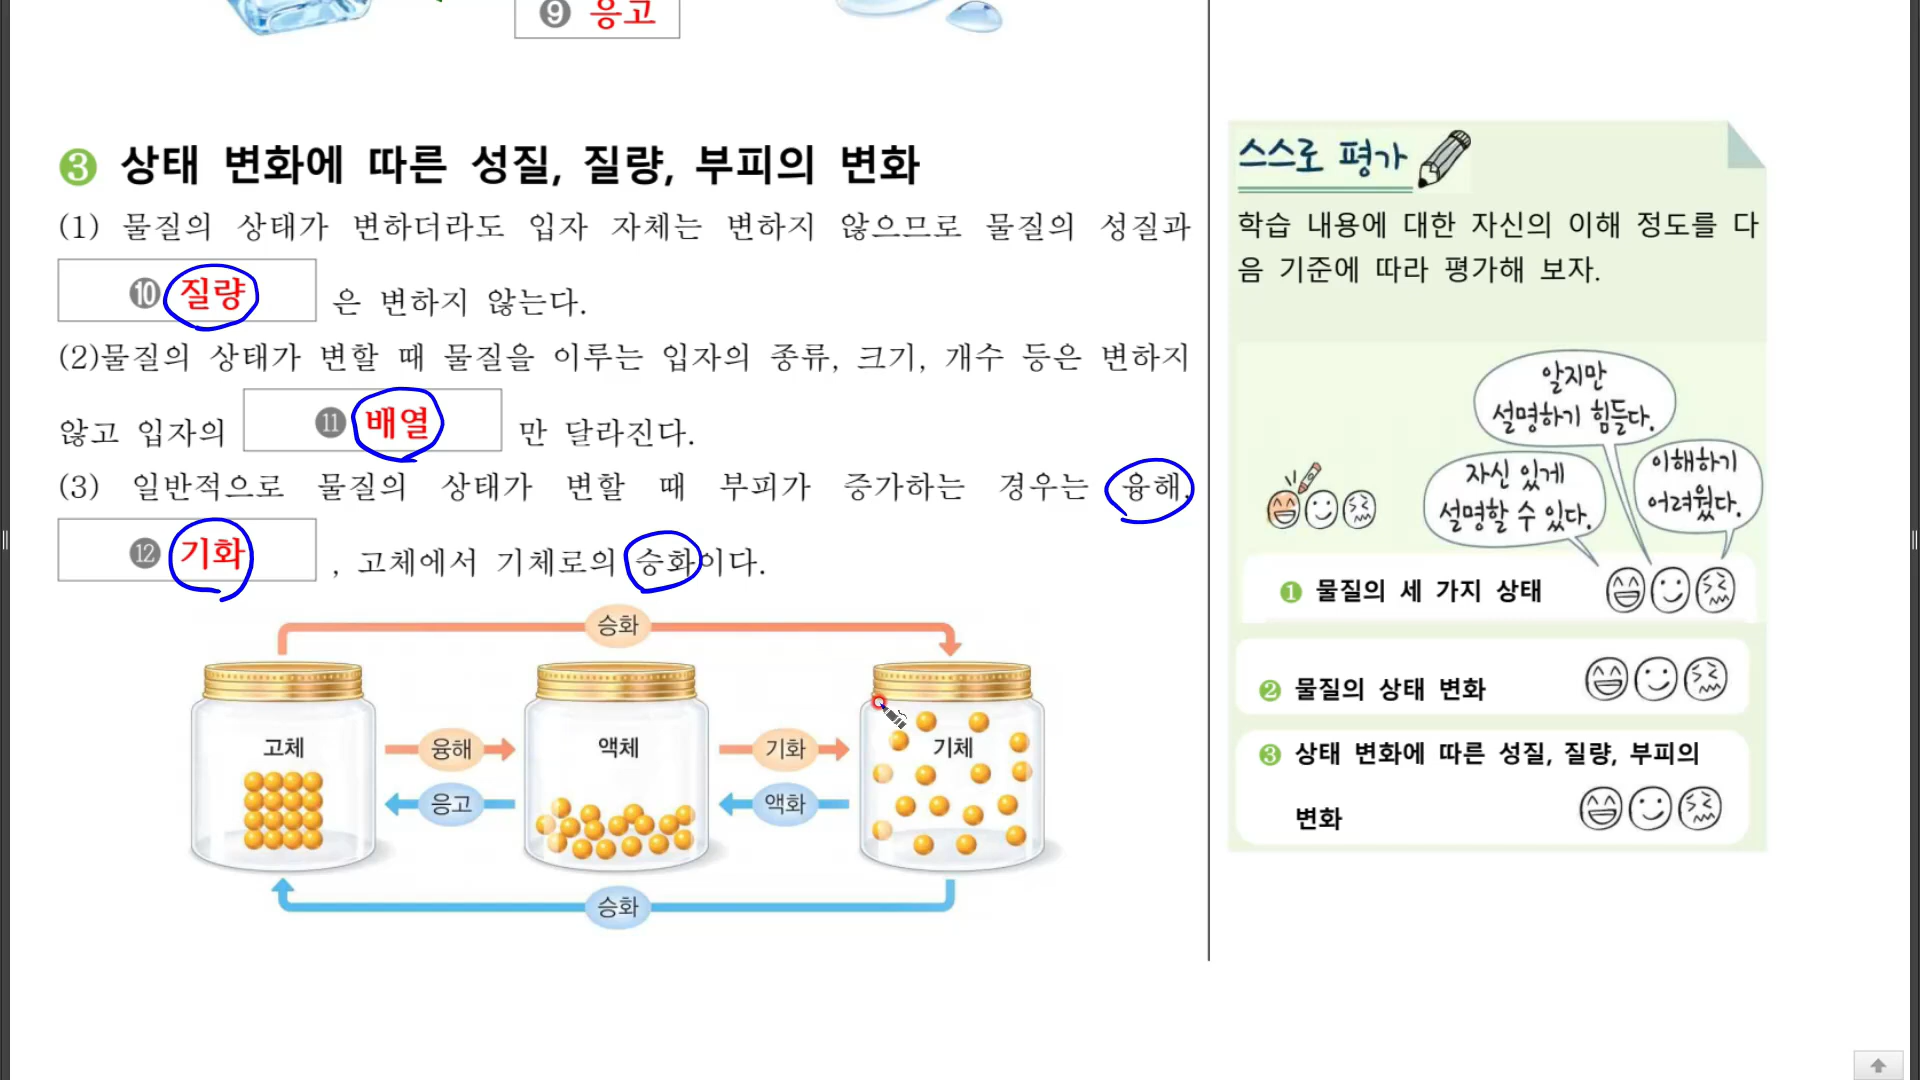 ❾ 응고
❸ 상태 변화에 따른 성질, 질량, 부피의 변화
(1) 물질의 상태가 변하더라도 입자 자체는 변하지 않으므로 물질의 성질과
❿ 질량 은 변하지 않는다.
(2)물질의 상태가 변할 때 물질을 이루는 입자의 종류, 크기, 개수 등은 변하지
않고 입자의 ⓫ 배열 만 달라진다.
(3) 일반적으로 물질의 상태가 변할 때 부피가 증가하는 경우는 융해,
⓬ 기화 , 고체에서 기체로의 승화이다.
승화
고체
융해
응고
액체
기화
액화
기체
승화
스스로 평가
학습 내용에 대한 자신의 이해 정도를 다
음 기준에 따라 평가해 보자.
알지만
설명하기 힘들다.
자신 있게
설명할 수 있다.
이해하기
어려웠다.
❶ 물질의 세 가지 상태
❷ 물질의 상태 변화
❸ 상태 변화에 따른 성질, 질량, 부피의
변화